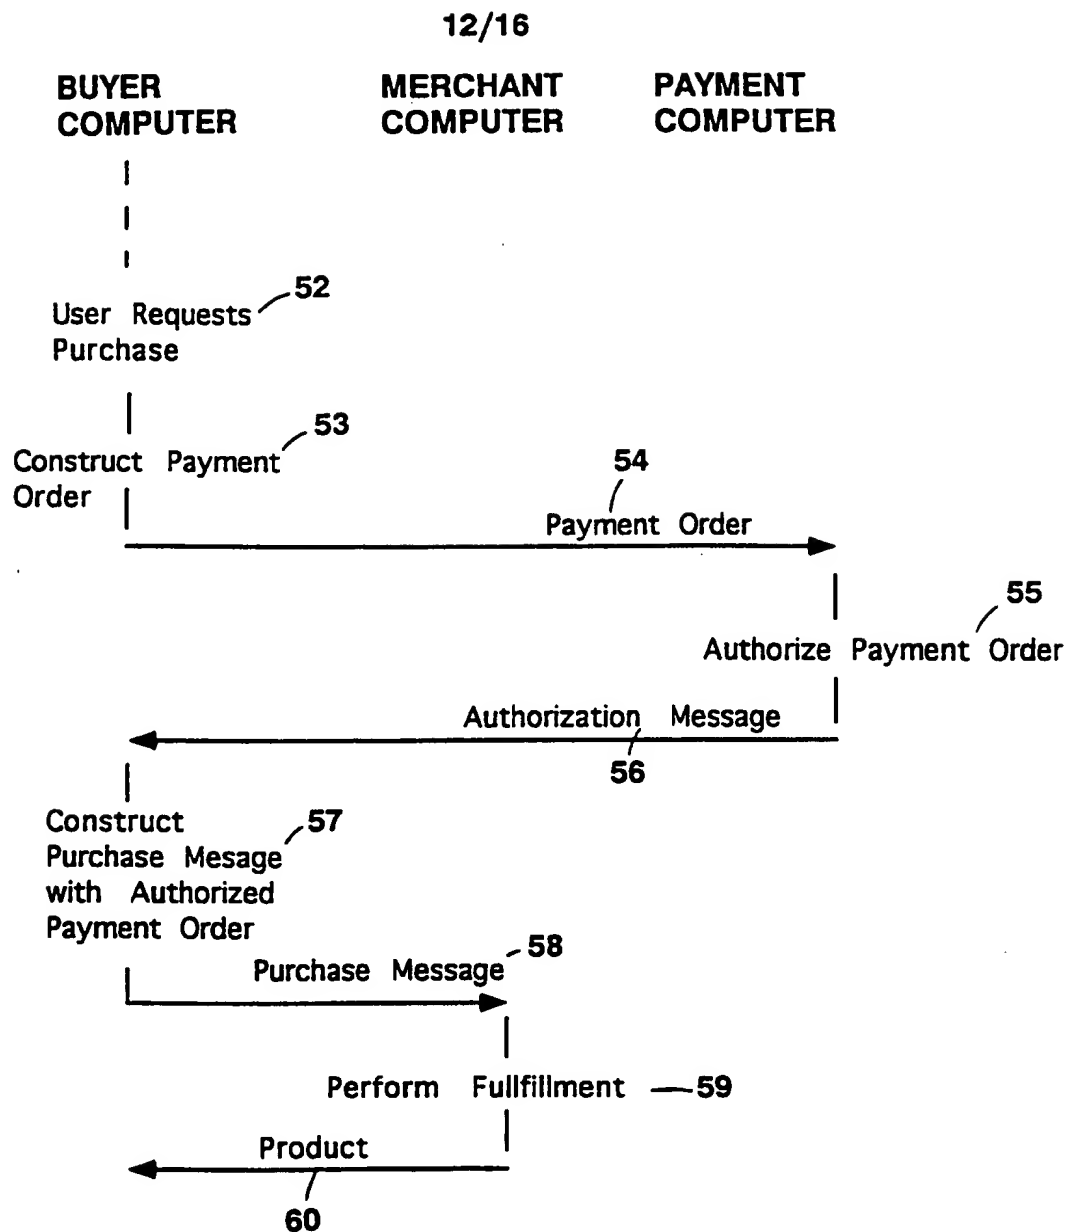 12/16
BUYER
COMPUTER
MERCHANT
COMPUTER
PAYMENT
COMPUTER
52
User Requests
Purchase
53
Construct Payment
Order
54
Payment Order
55
Authorize Payment Order
Authorization Message
56
Construct
57
Purchase Mesage
with Authorized
Payment Order
58
Purchase Message
Perform Fullfillment 59
Product
60